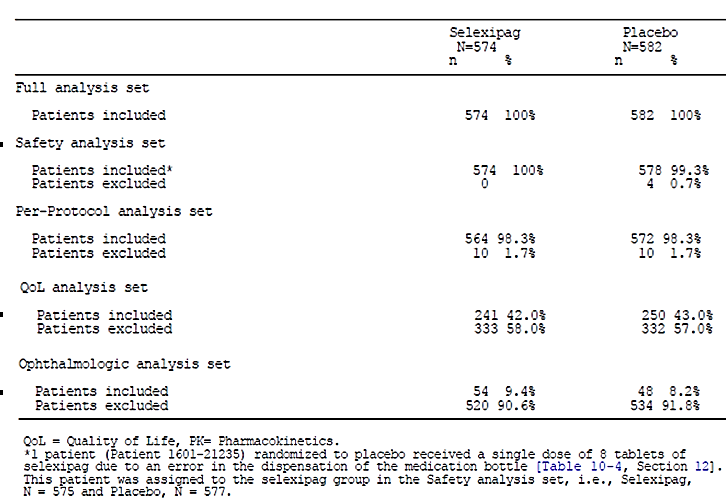 Selexipag Placebo
N=574 N=582
n % n %
Full analysis set
Patients included 574 100% 582 100%
Safety analysis set
Patients included* 574 100% 578 99.3%
Patients excluded 0 4 0.7%
Per-Protocol analysis set
Patients included 564 98.3% 572 98.3%
Patients excluded 10 1.7% 10 1.7%
QoL analysis set
Patients included 241 42.0% 250 43.0%
Patients excluded 333 58.0% 332 57.0%
Ophthalmologic analysis set
Patients included 54 9.4% 48 8.2%
Patients excluded 520 90.6% 534 91.8%
QoL = Quality of Life, PK= Pharmacokinetics.
*1 patient (Patient 1601-21235) randomized to placebo received a single dose of 8 tablets of
selexipag due to an error in the dispensation of the medication bottle [Table 10-4, Section 12].
This patient was assigned to the selexipag group in the Safety analysis set, i.e., Selexipag,
N = 575 and Placebo, N = 577.